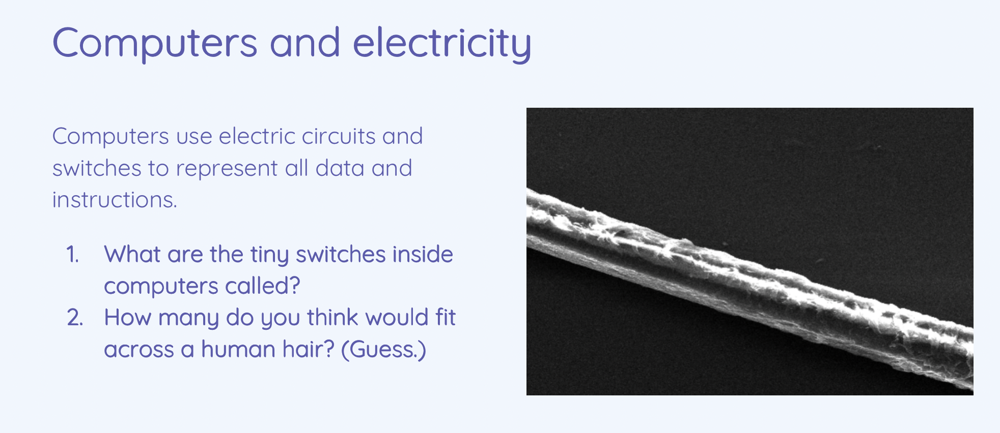 Computers and electricity
Computers use electric circuits and
switches to represent all data and
instructions.
1. What are the tiny switches inside
computers called?
2. How many do you think would fit
across a human hair? (Guess.)